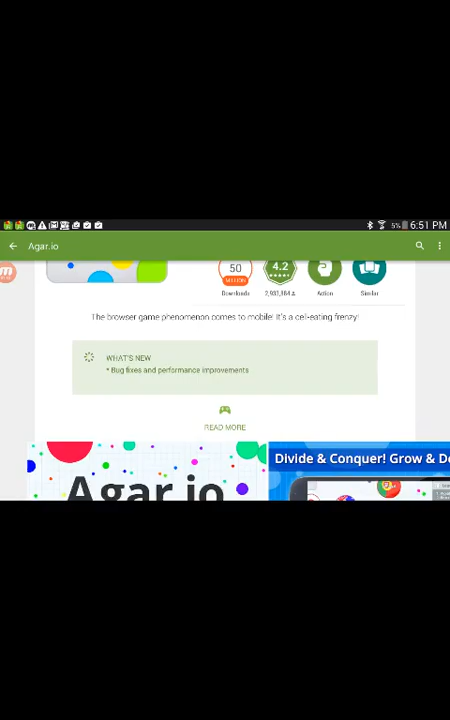 5% 6:51 PM
Agar.io
50
MILLION
4.2
Downloads
Action
Similar
The browser game phenomenon comes to mobile! It's a cell-eating frenzy!
WHAT'S NEW
* Bug fixes and performance improvements
READ MORE
Agar.io
Divide & Conquer! Grow &